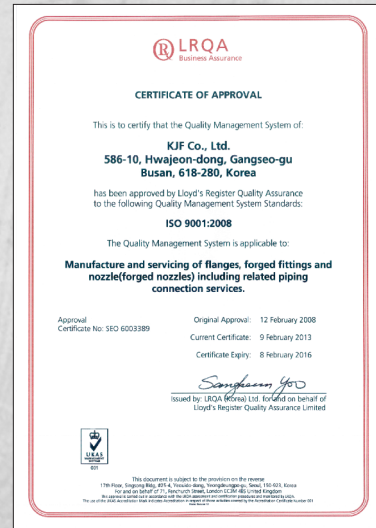 LRQA
Business Assurance
CERTIFICATE OF APPROVAL
This is to certify that the Quality Management System of:
KJF Co., Ltd.
586-10, Hwajeon-dong, Gangseo-gu
Busan, 618-280, Korea
has been approved by Lloyd's Register Quality Assurance
to the following Quality Management System Standards:
ISO 9001:2008
The Quality Management System is applicable to:
Manufacture and servicing of flanges, forged fittings and
nozzle(forged nozzles) including related piping
connection services.
Approval
Certificate No: SEO 6003389
Original Approval: 12 February 2008
Current Certificate: 9 February 2013
Certificate Expiry: 8 February 2016
Issued by: LRQA (Korea) Ltd. for and on behalf of
Lloyd's Register Quality Assurance Limited
UKAS
001
This document is subject to the provision on the reverse
For and on behalf of 71, Fenchurch Street, London EC3M 4BS United Kingdom